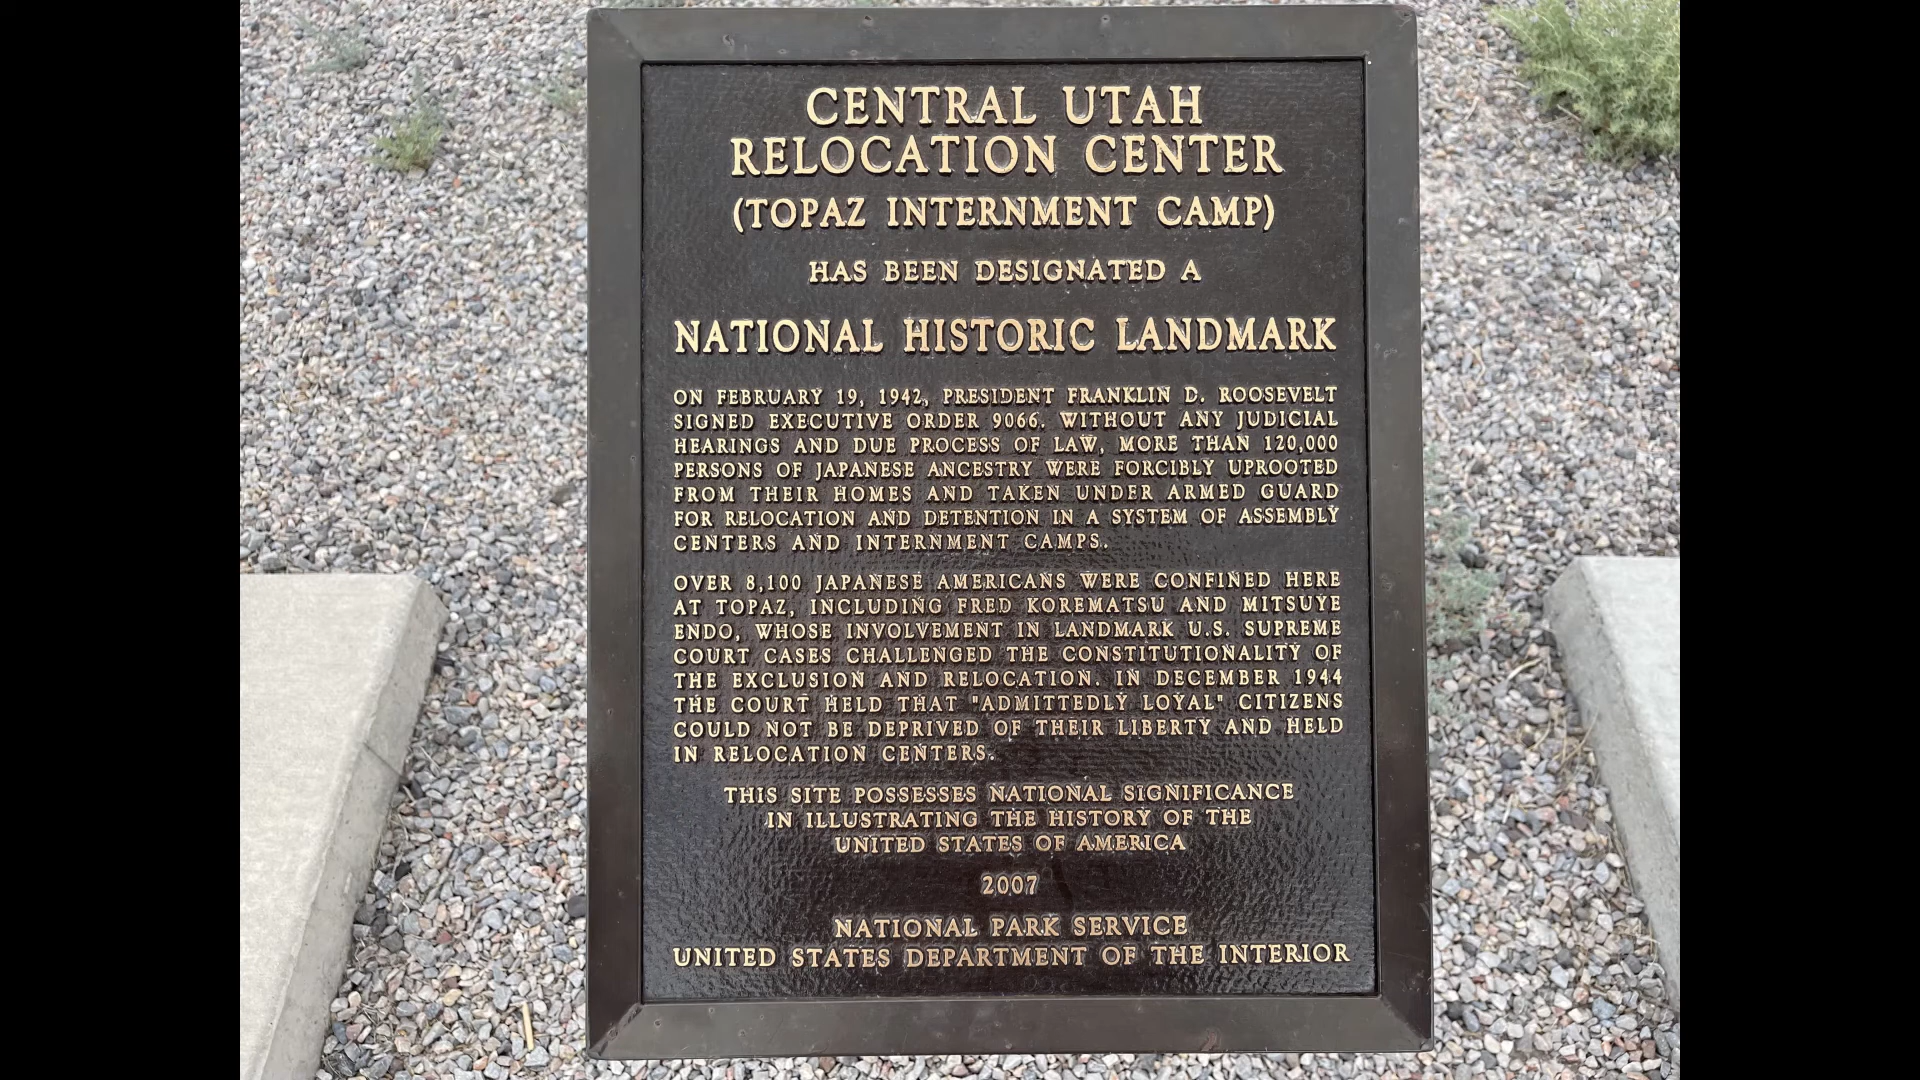 CENTRAL UTAH
RELOCATION CENTER
(TOPAZ INTERNMENT CAMP)
HAS BEEN DESIGNATED A
NATIONAL HISTORIC LANDMARK
ON FEBRUARY 19, 1942, PRESIDENT FRANKLIN D. ROOSEVELT
SIGNED EXECUTIVE ORDER 9066. WITHOUT ANY JUDICIAL
HEARINGS AND DUE PROCESS OF LAW, MORE THAN 120,000
PERSONS OF JAPANESE ANCESTRY WERE FORCIBLY UPROOTED
FROM THEIR HOMES AND TAKEN UNDER ARMED GUARD
FOR RELOCATION AND DETENTION IN A SYSTEM OF ASSEMBLY
CENTERS AND INTERNMENT CAMPS.
OVER 8,100 JAPANESE AMERICANS WERE CONFINED HERE
AT TOPAZ, INCLUDING FRED KOREMATSU AND MITSUYE
ENDO, WHOSE INVOLVEMENT IN LANDMARK U.S. SUPREME
COURT CASES CHALLENGED THE CONSTITUTIONALITY OF
THE EXCLUSION AND RELOCATION. IN DECEMBER 1944
THE COURT HELD THAT "ADMITTEDLY LOYAL" CITIZENS
COULD NOT BE DEPRIVED OF THEIR LIBERTY AND HELD
IN RELOCATION CENTERS.
THIS SITE POSSESSES NATIONAL SIGNIFICANCE
IN ILLUSTRATING THE HISTORY OF THE
UNITED STATES OF AMERICA
2007
NATIONAL PARK SERVICE
UNITED STATES DEPARTMENT OF THE INTERIOR